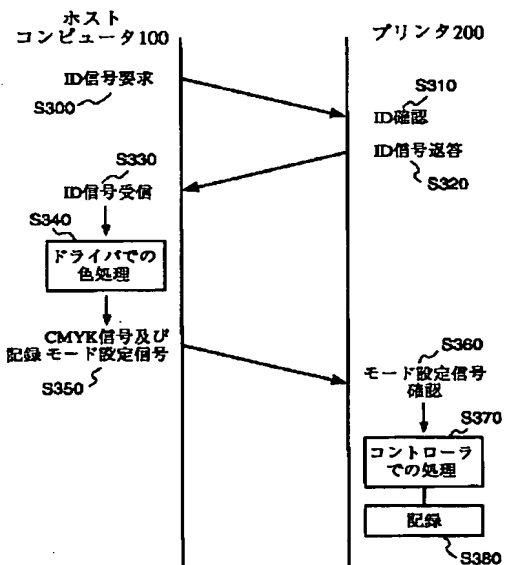 ホスト
コンピュータ100
プリンタ200
ID信号要求
S300
S310
ID確認
ID信号返答
S320
S330
ID信号受信
S340
ドライバでの
色処理
CMYK信号及び
記録モード設定信号
S350
S360
モード設定信号
確認
S370
コントローラ
での処理
記録
S380